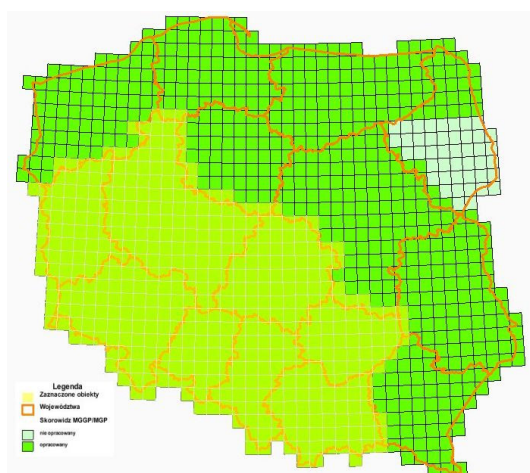 Legenda
Zaznaczone obiekty
Województwa
Skorowidz MGGP/MGP
nie opracowany
opracowany